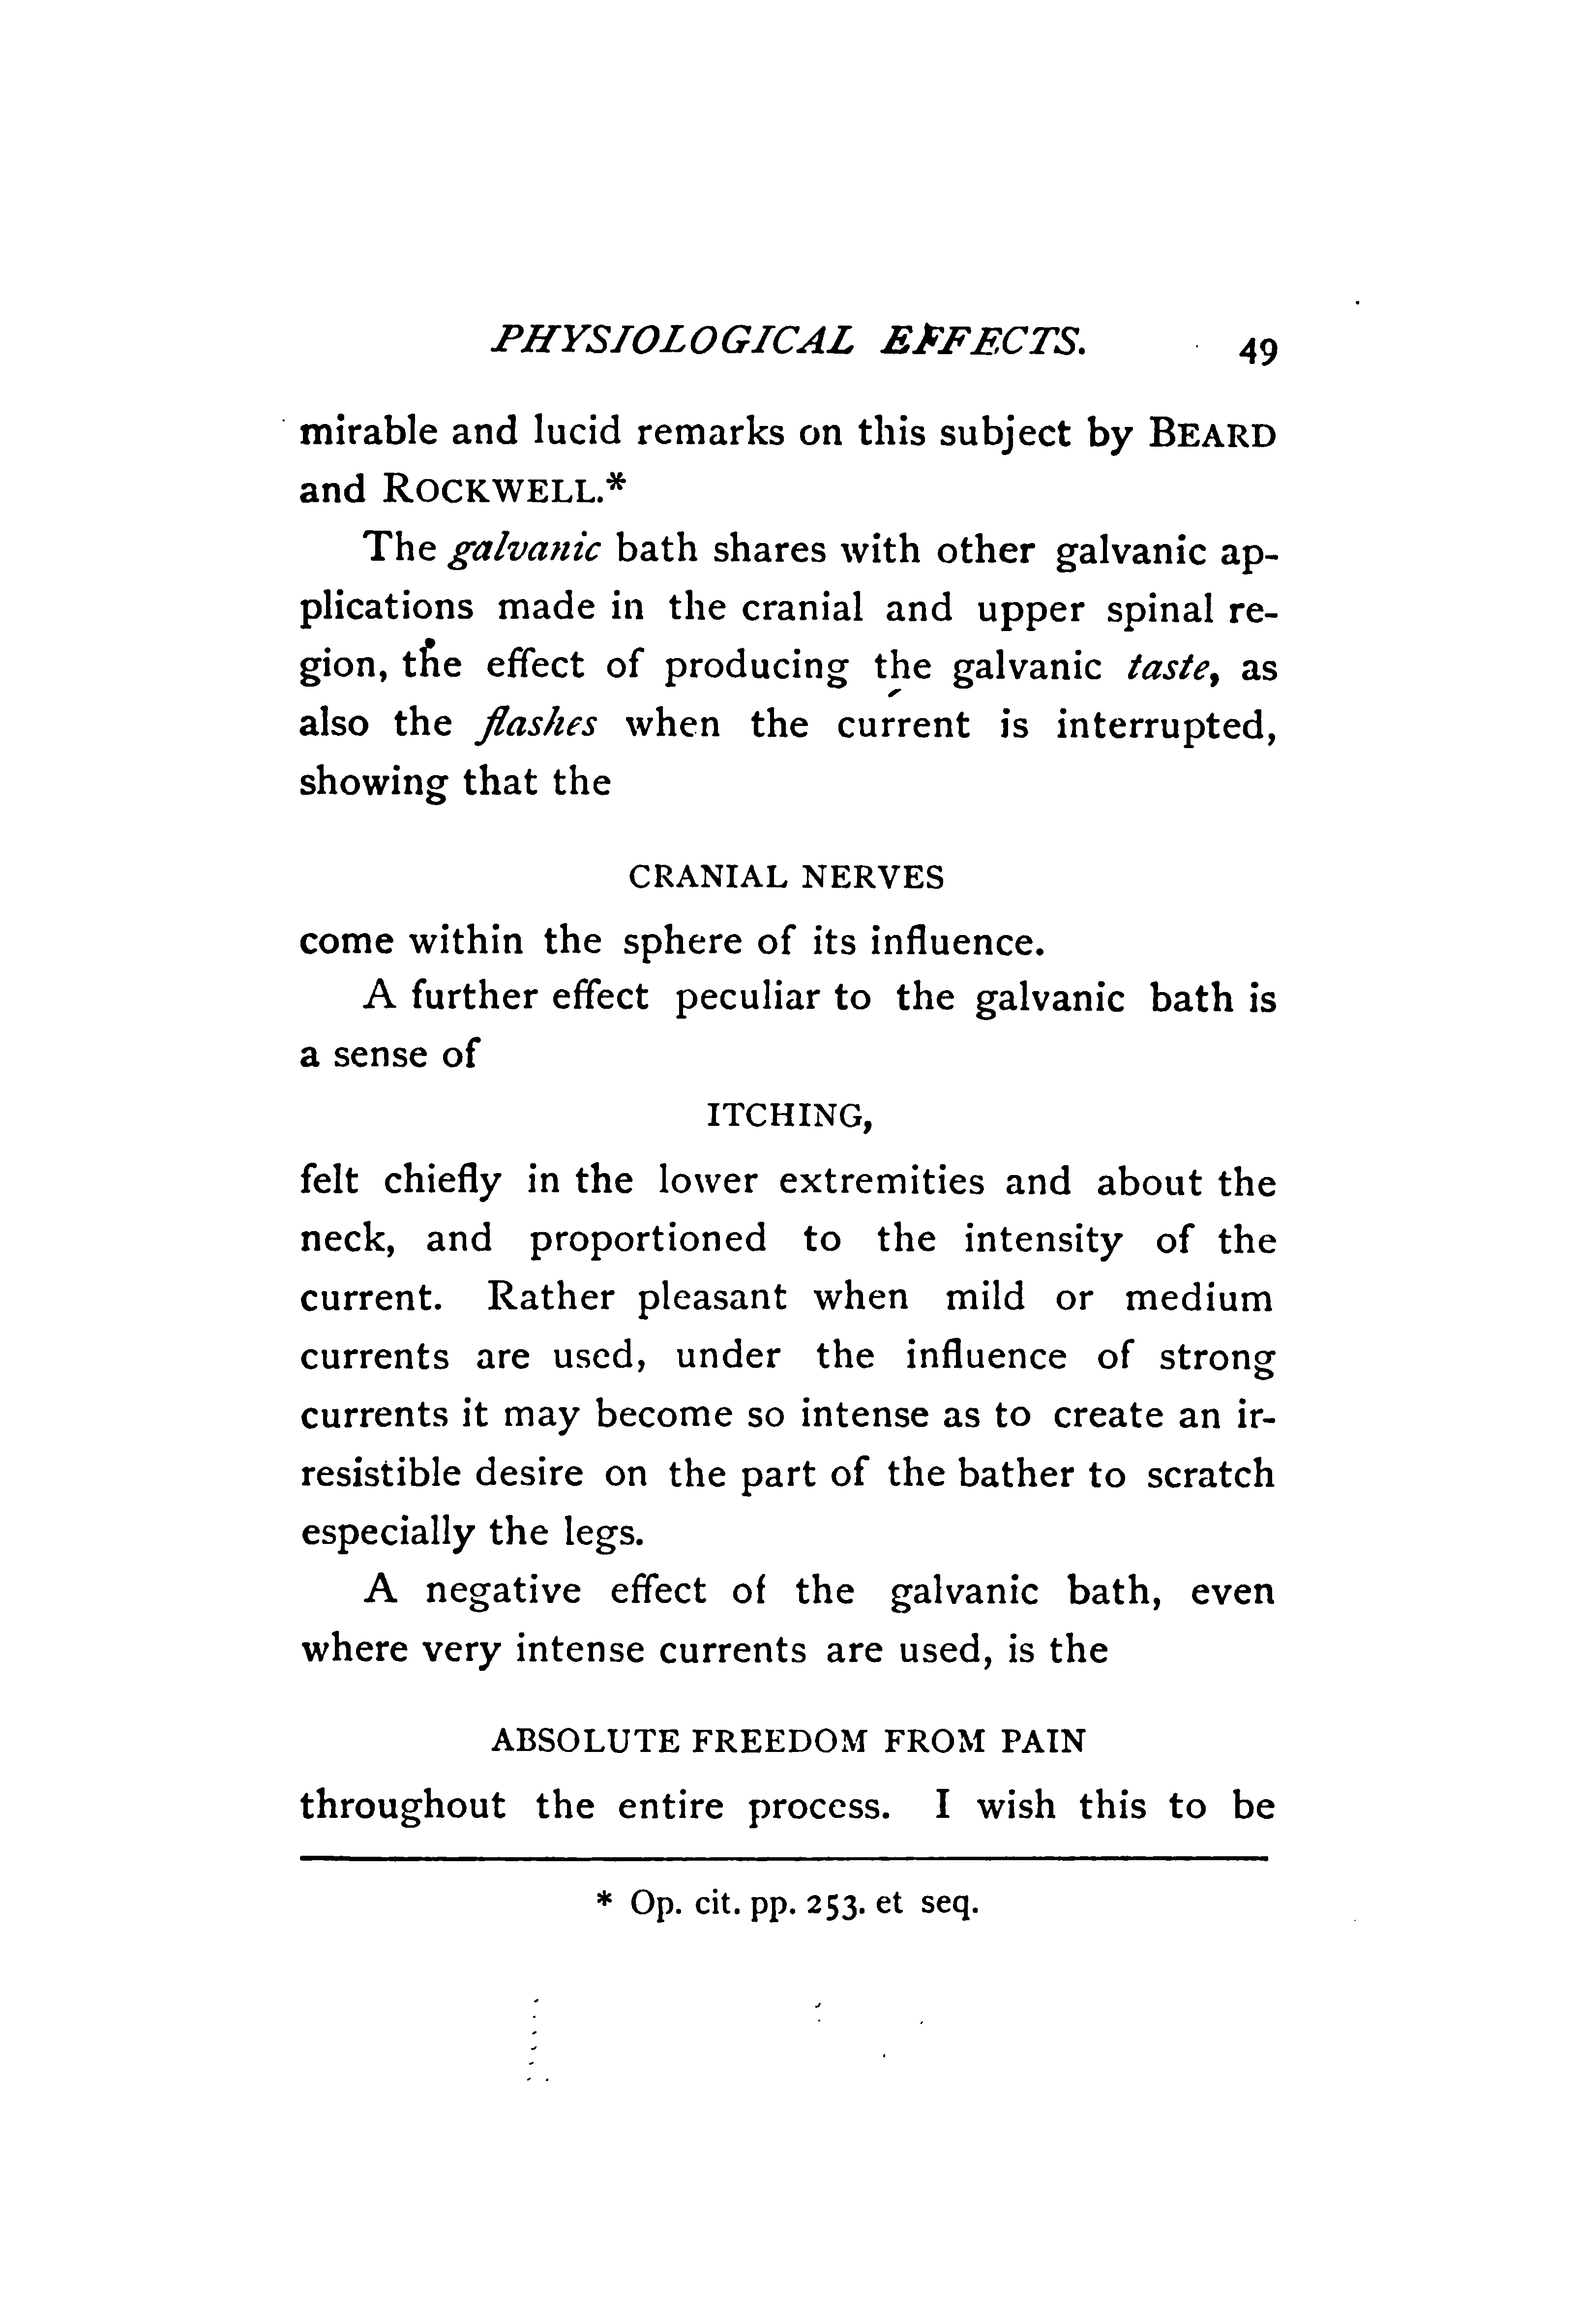 PHYSIOLOGICAL EFFECTS. 49
mirable and lucid remarks on this subject by BEARD
and ROCKWELL.*
The galvanic bath shares with other galvanic ap-
plications made in the cranial and upper spinal re-
gion, the effect of producing the galvanic taste, as
also the flashes when the current is interrupted,
showing that the
CRANIAL NERVES
come within the sphere of its influence.
A further effect peculiar to the galvanic bath is
a sense of
ITCHING,
felt chiefly in the lower extremities and about the
neck, and proportioned to the intensity of the
current. Rather pleasant when mild or medium
currents are used, under the influence of strong
currents it may become so intense as to create an ir-
resistible desire on the part of the bather to scratch
especially the legs.
A negative effect of the galvanic bath, even
where very intense currents are used, is the
ABSOLUTE FREEDOM FROM PAIN
throughout the entire process. I wish this to be
* Op. cit. pp. 253. et seq.